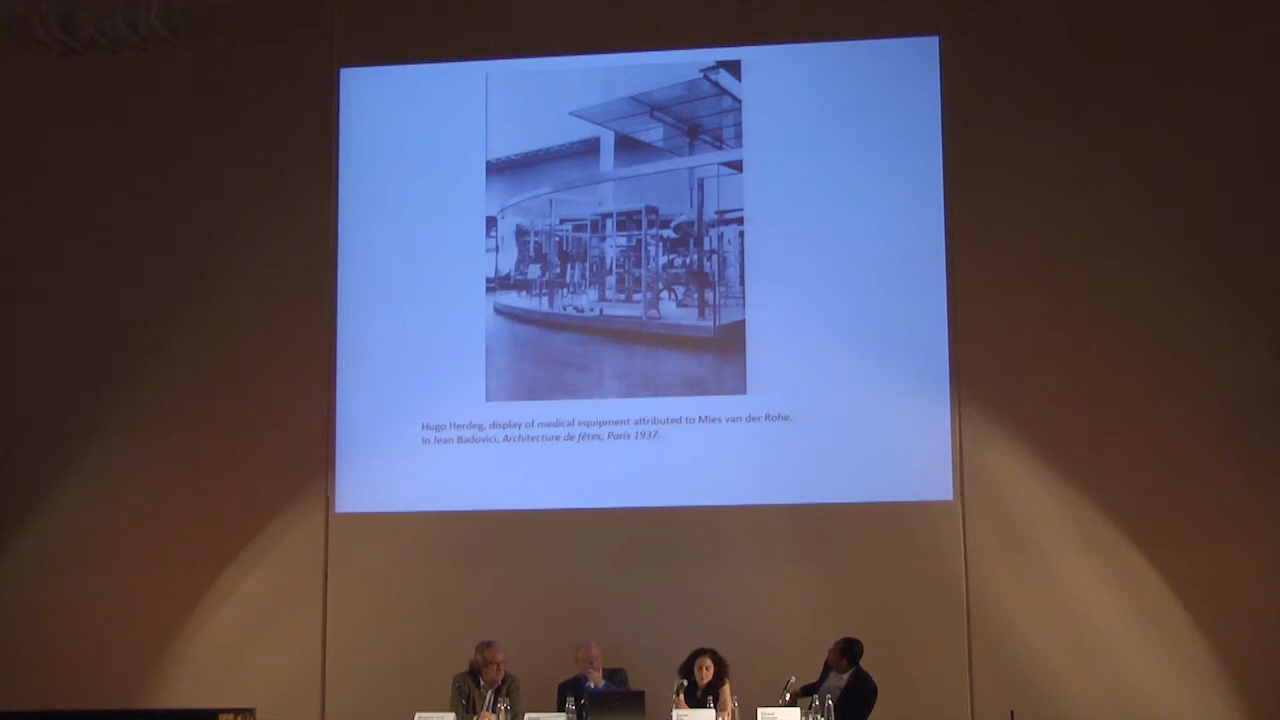 Hugo Herdeg, display of medical equipment attributed to Mies van der Rohe.
In Jean Badovici, Architecture de fêtes, Paris 1937.